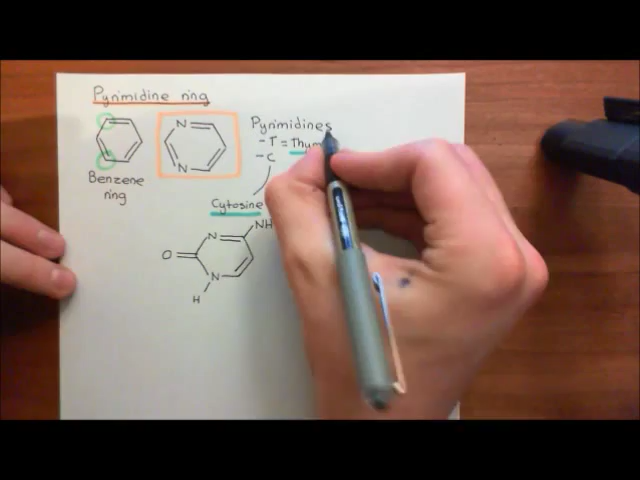 Pyrimidine ring
N
N
Benzene
ring
Pyrimidines
- T = Thym
- C
Cytosine
NH
N
O
N
H